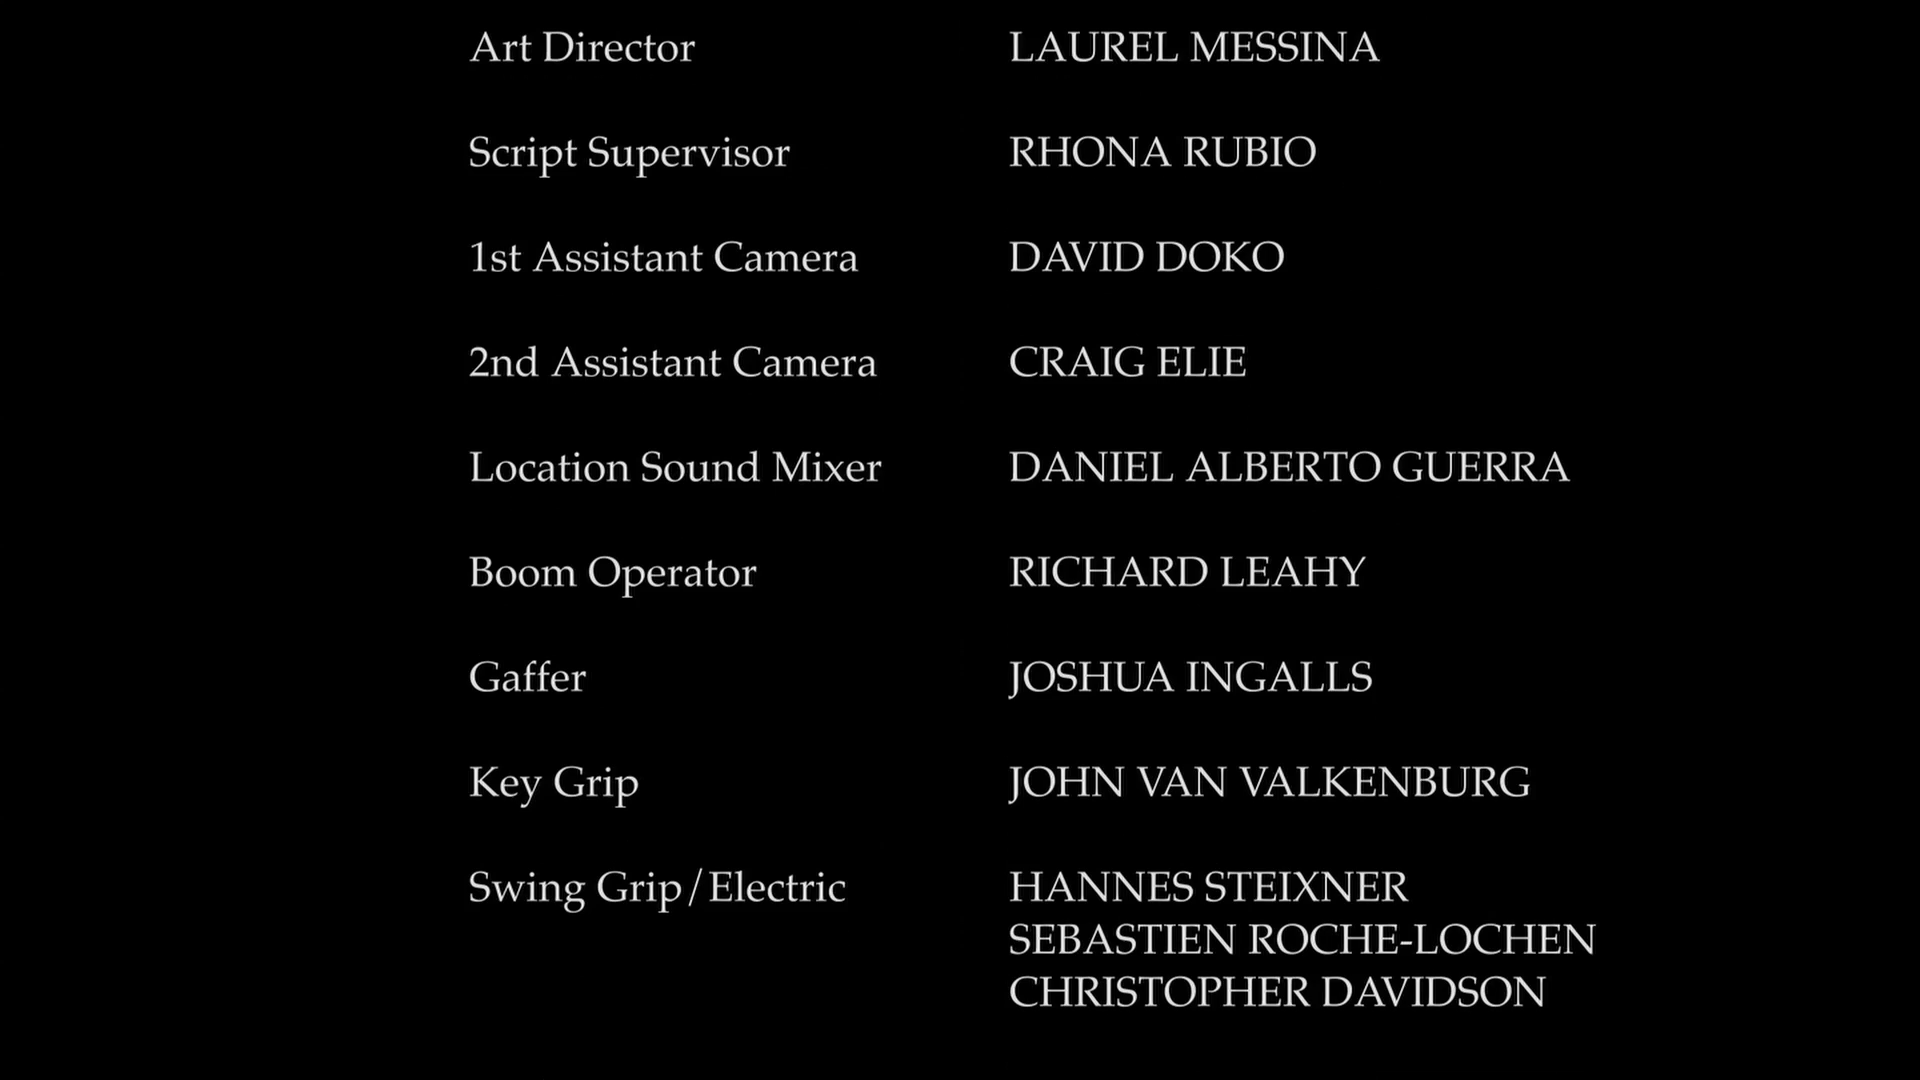 Art Director LAUREL MESSINA
Script Supervisor RHONA RUBIO
1st Assistant Camera DAVID DOKO
2nd Assistant Camera CRAIG ELIE
Location Sound Mixer DANIEL ALBERTO GUERRA
Boom Operator RICHARD LEAHY
Gaffer JOSHUA INGALLS
Key Grip JOHN VAN VALKENBURG
Swing Grip/Electric HANNES STEIXNER
SEBASTIEN ROCHE-LOCHEN
CHRISTOPHER DAVIDSON